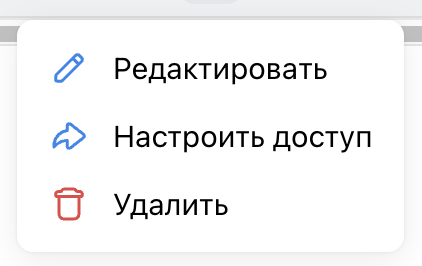 Редактировать
Настроить доступ
Удалить